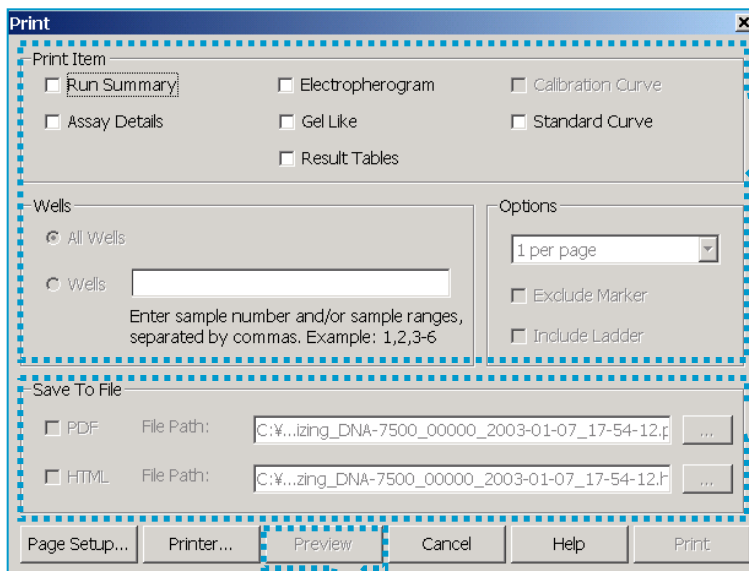 Print
Print Item
Run Summary
Electropherogram
Calibration Curve
Assay Details
Gel Like
Standard Curve
Result Tables
Wells
All Wells
Wells
Enter sample number and/or sample ranges,
separated by commas. Example: 1,2,3-6
Options
1 per page
Exclude Marker
Include Ladder
Save To File
PDF File Path: C:¥...izing_DNA-7500_00000_2003-01-07_17-54-12.p ...
HTML File Path: C:¥...zing_DNA-7500_00000_2003-01-07_17-54-12.h ...
Page Setup... Printer... Preview Cancel Help Print